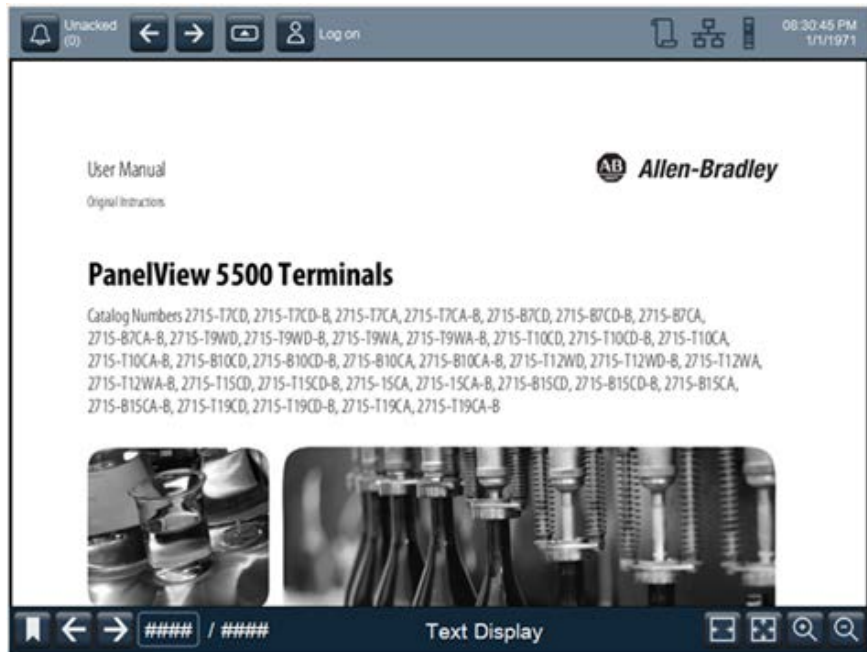 Unacked
(0)
Log on
08:30:45 PM
1/1/1971
User Manual
AB Allen-Bradley
Original Instructions
PanelView 5500 Terminals
Catalog Numbers 2715-T7CD, 2715-T7CD-B, 2715-T7CA, 2715-T7CA-B, 2715-B7CD, 2715-B7CD-B, 2715-B7CA,
2715-B7CA-B, 2715-T9WD, 2715-T9WD-B, 2715-T9WA, 2715-T9WA-B, 2715-T10CD, 2715-T10CD-B, 2715-T10CA,
2715-T10CA-B, 2715-B10CD, 2715-B10CD-B, 2715-B10CA, 2715-B10CA-B, 2715-T12WD, 2715-T12WD-B, 2715-T12WA,
2715-T12WA-B, 2715-T15CD, 2715-T15CD-B, 2715-15CA, 2715-15CA-B, 2715-B15CD, 2715-B15CD-B, 2715-B15CA,
2715-B15CA-B, 2715-T19CD, 2715-T19CD-B, 2715-T19CA, 2715-T19CA-B
#### / ####
Text Display